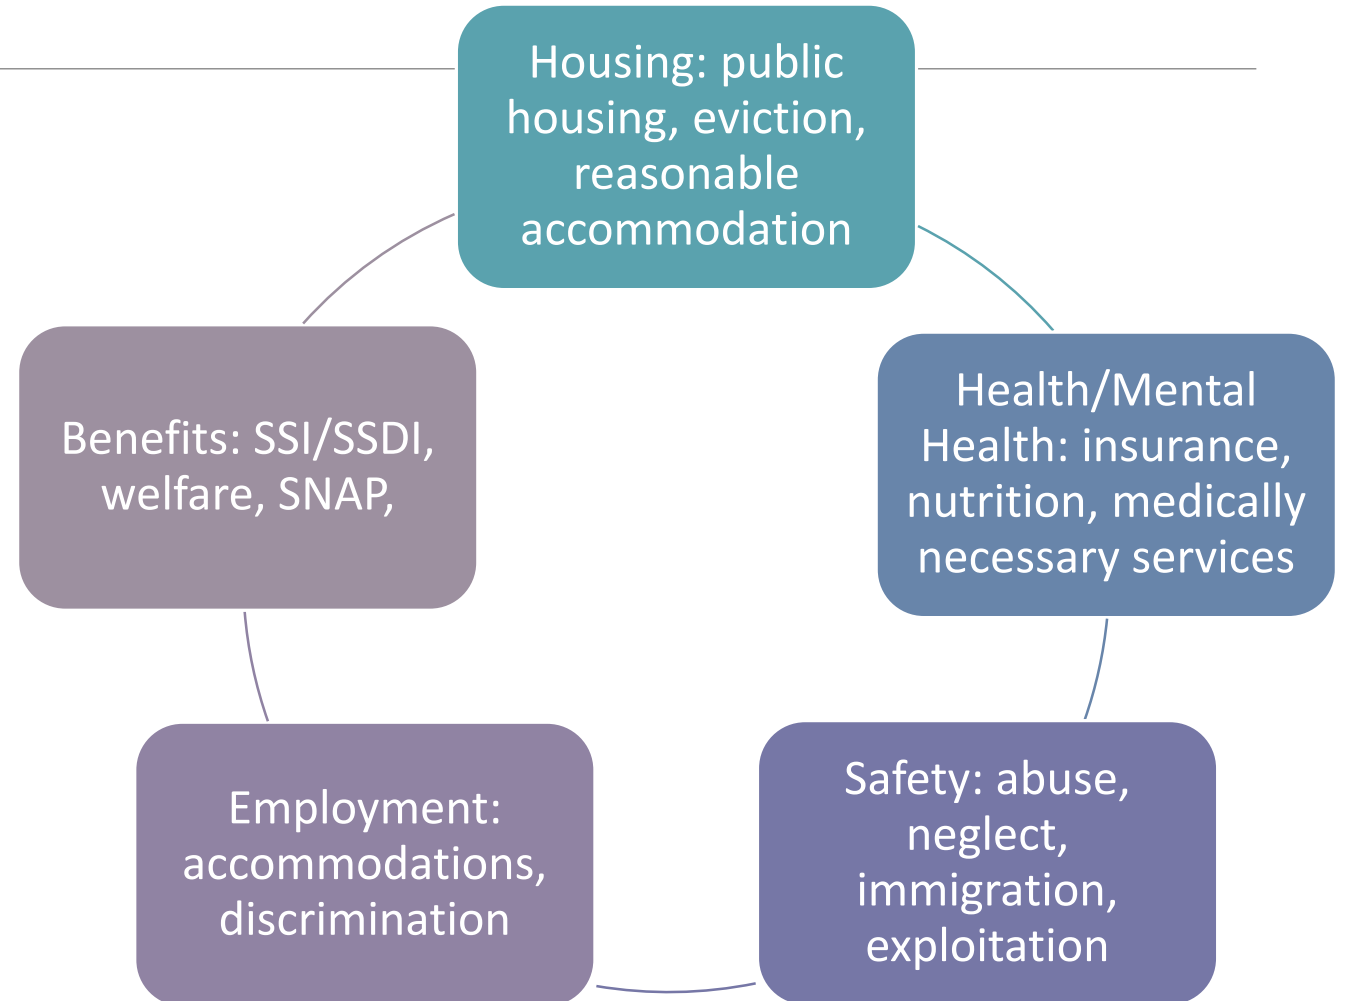 Housing: public
housing, eviction,
reasonable
accommodation
Health/Mental
Health: insurance,
nutrition, medically
necessary services
Safety: abuse,
neglect,
immigration,
exploitation
Employment:
accommodations,
discrimination
Benefits: SSI/SSDI,
welfare, SNAP,